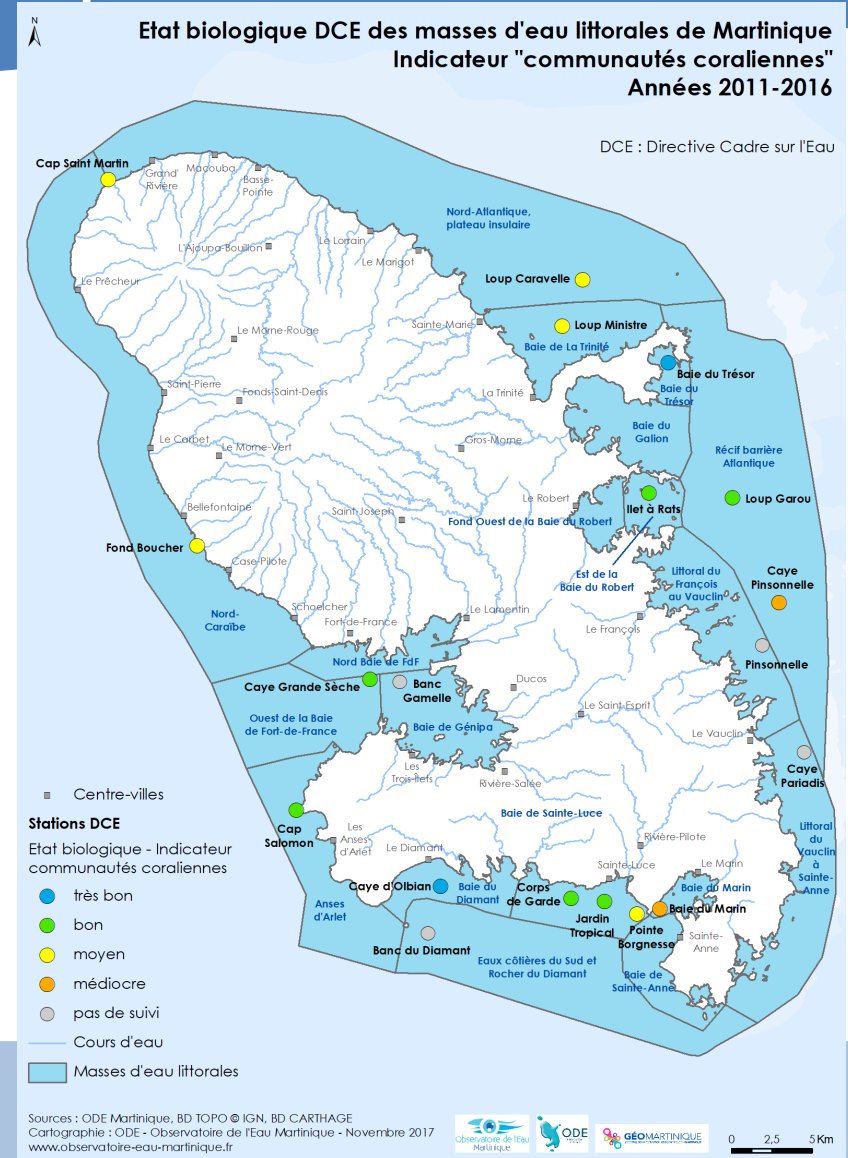 N
Etat biologique DCE des masses d'eau littorales de Martinique
Indicateur "communautés coraliennes"
Années 2011-2016
DCE : Directive Cadre sur l'Eau
Cap Saint Martin
Grand'
Rivière
Macouba
Basse-
Pointe
Nord-Atlantique,
plateau insulaire
L'Ajoupa-Bouillon
Le Lorrain
Le Marigot
Le Prêcheur
Loup Caravelle
Sainte-Marie
Loup Ministre
Le Morne-Rouge
Baie de La Trinité
Baie du Trésor
Baie du
Trésor
Saint-Pierre
Fonds-Saint-Denis
La Trinité
Baie du
Galion
Le Carbet
Le Morne-Vert
Gros-Morne
Récif barrière
Atlantique
Le Robert
Loup Garou
Bellefontaine
Saint-Joseph
Ilet à Rats
Fond Ouest de la Baie du Robert
Fond Boucher
Case-Pilote
Est de la
Baie du Robert
Littoral du
François
au Vauclin
Caye
Pinsonnelle
Nord-
Caraïbe
Schoelcher
Fort-de-France
Le Lamentin
Le François
Pinsonnelle
Nord Baie de FdF
Caye Grande Sèche
Banc
Gamelle
Ducos
Ouest de la Baie
de Fort-de-France
Baie de Génipa
Le Saint-Esprit
Le Vauclin
Les
Trois-Îlets
Rivière-Salée
Caye
Pariadis
Centre-villes
Stations DCE
Etat biologique - Indicateur
communautés coraliennes
très bon
bon
moyen
médiocre
pas de suivi
Cours d'eau
Masses d'eau littorales
Cap
Salomon
Les
Anses-
d'Arlet
Baie de Sainte-Luce
Rivière-Pilote
Littoral
du
Vauclin
à
Sainte-
Anne
Le Diamant
Sainte-Luce
Le Marin
Caye d'Olbian
Baie du
Diamant
Corps
de Garde
Baie du Marin
Anses
d'Arlet
Jardin
Tropical
Baie du Marin
Pointe
Borgnesse
Banc du Diamant
Sainte-
Anne
Eaux côtières du Sud et
Rocher du Diamant
Baie de
Sainte-Anne
Sources : ODE Martinique, BD TOPO © IGN, BD CARTHAGE
Cartographie : ODE - Observatoire de l'Eau Martinique - Novembre 2017
www.observatoire-eau-martinique.fr
Observatoire de l'Eau
Martinique
ODE
GÉOMARTINIQUE
0 2,5 5 Km